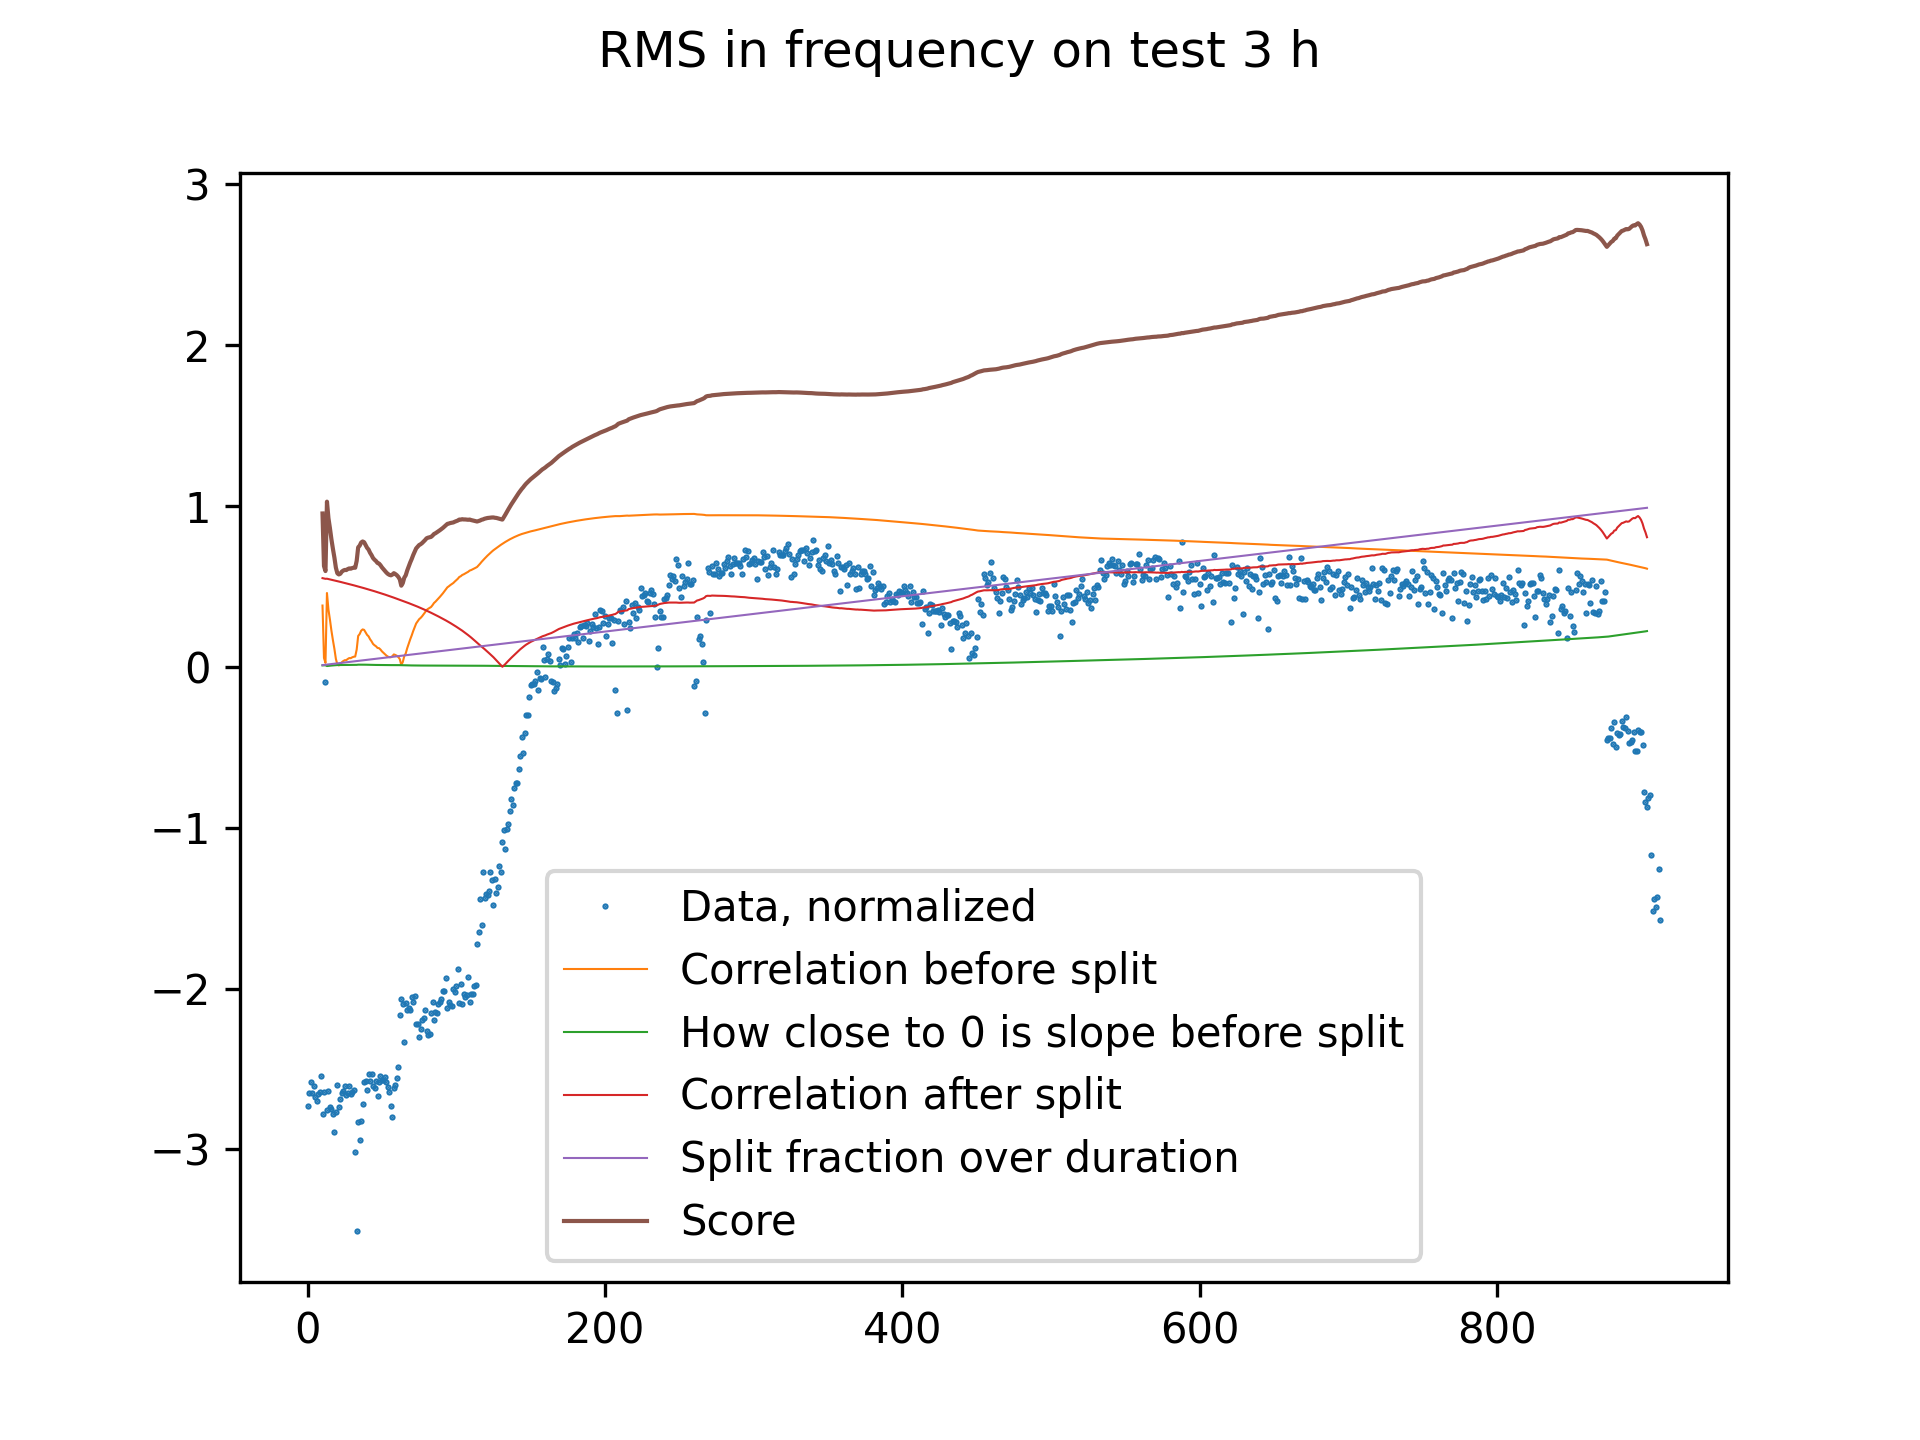 RMS in frequency on test 3 h
3
2
1
0
−1
−2
−3
Data, normalized
Correlation before split
How close to 0 is slope before split
Correlation after split
Split fraction over duration
Score
0 200 400 600 800